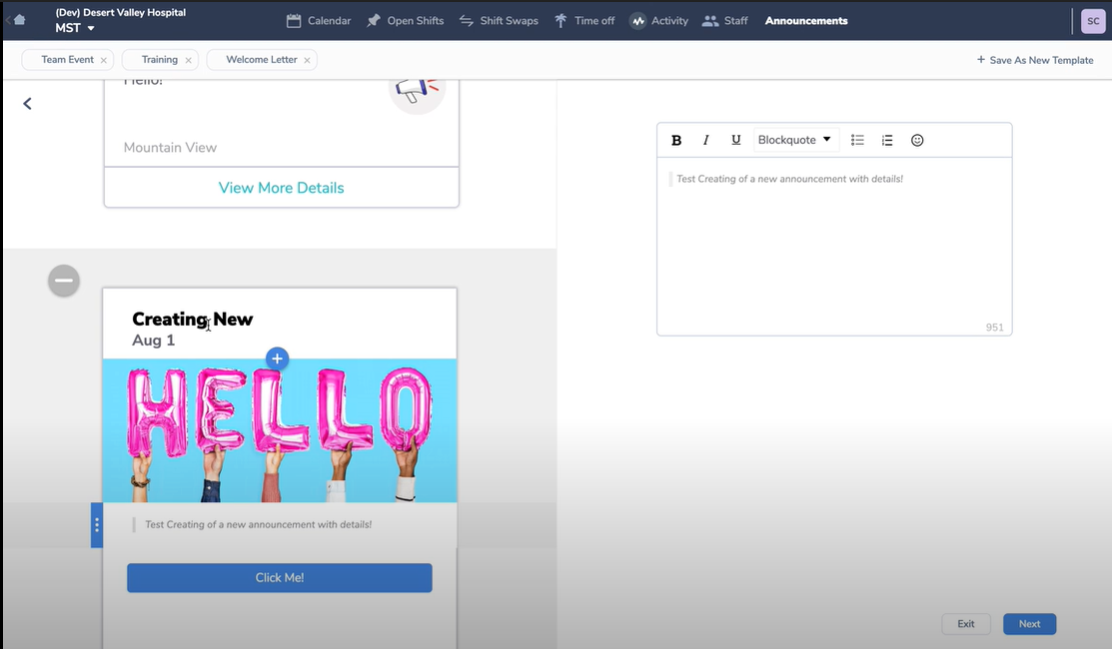 (Dev) Desert Valley Hospital
MST
Calendar
Open Shifts
Shift Swaps
Time off
Activity
Staff
Announcements
SC
Team Event ×
Training ×
Welcome Letter ×
+ Save As New Template
Hello!
Mountain View
View More Details
Creating New
Aug 1
HELLO
Test Creating of a new announcement with details!
Click Me!
B I U Blockquote
Test Creating of a new announcement with details!
951
Exit
Next